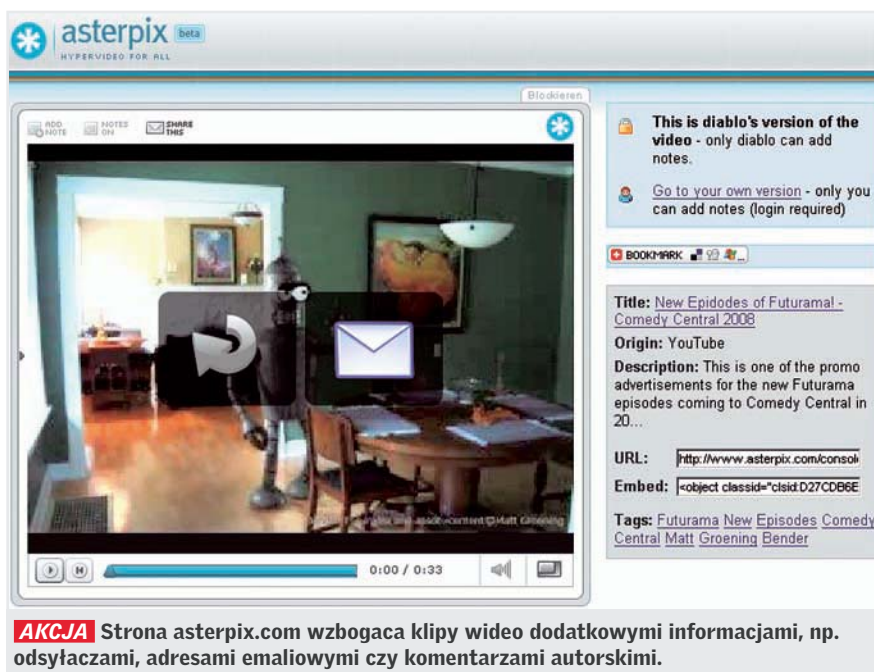 asterpix beta
HYPERVIDEO FOR ALL
Blockieren
ADD NOTE
NOTES ON
SHARE THIS
©Matt Groening
0:00 / 0:33
This is diablo's version of the
video - only diablo can add
notes.
Go to your own version - only you
can add notes (login required)
BOOKMARK
Title: New Epidodes of Futurama! -
Comedy Central 2008
Origin: YouTube
Description: This is one of the promo
advertisements for the new Futurama
episodes coming to Comedy Central in
20...
URL: http://www.asterpix.com/consol
Embed: <object classid="clsid:D27CDB6E
Tags: Futurama New Episodes Comedy
Central Matt Groening Bender
AKCJA Strona asterpix.com wzbogaca klipy wideo dodatkowymi informacjami, np.
odsyłaczami, adresami emaliowymi czy komentarzami autorskimi.